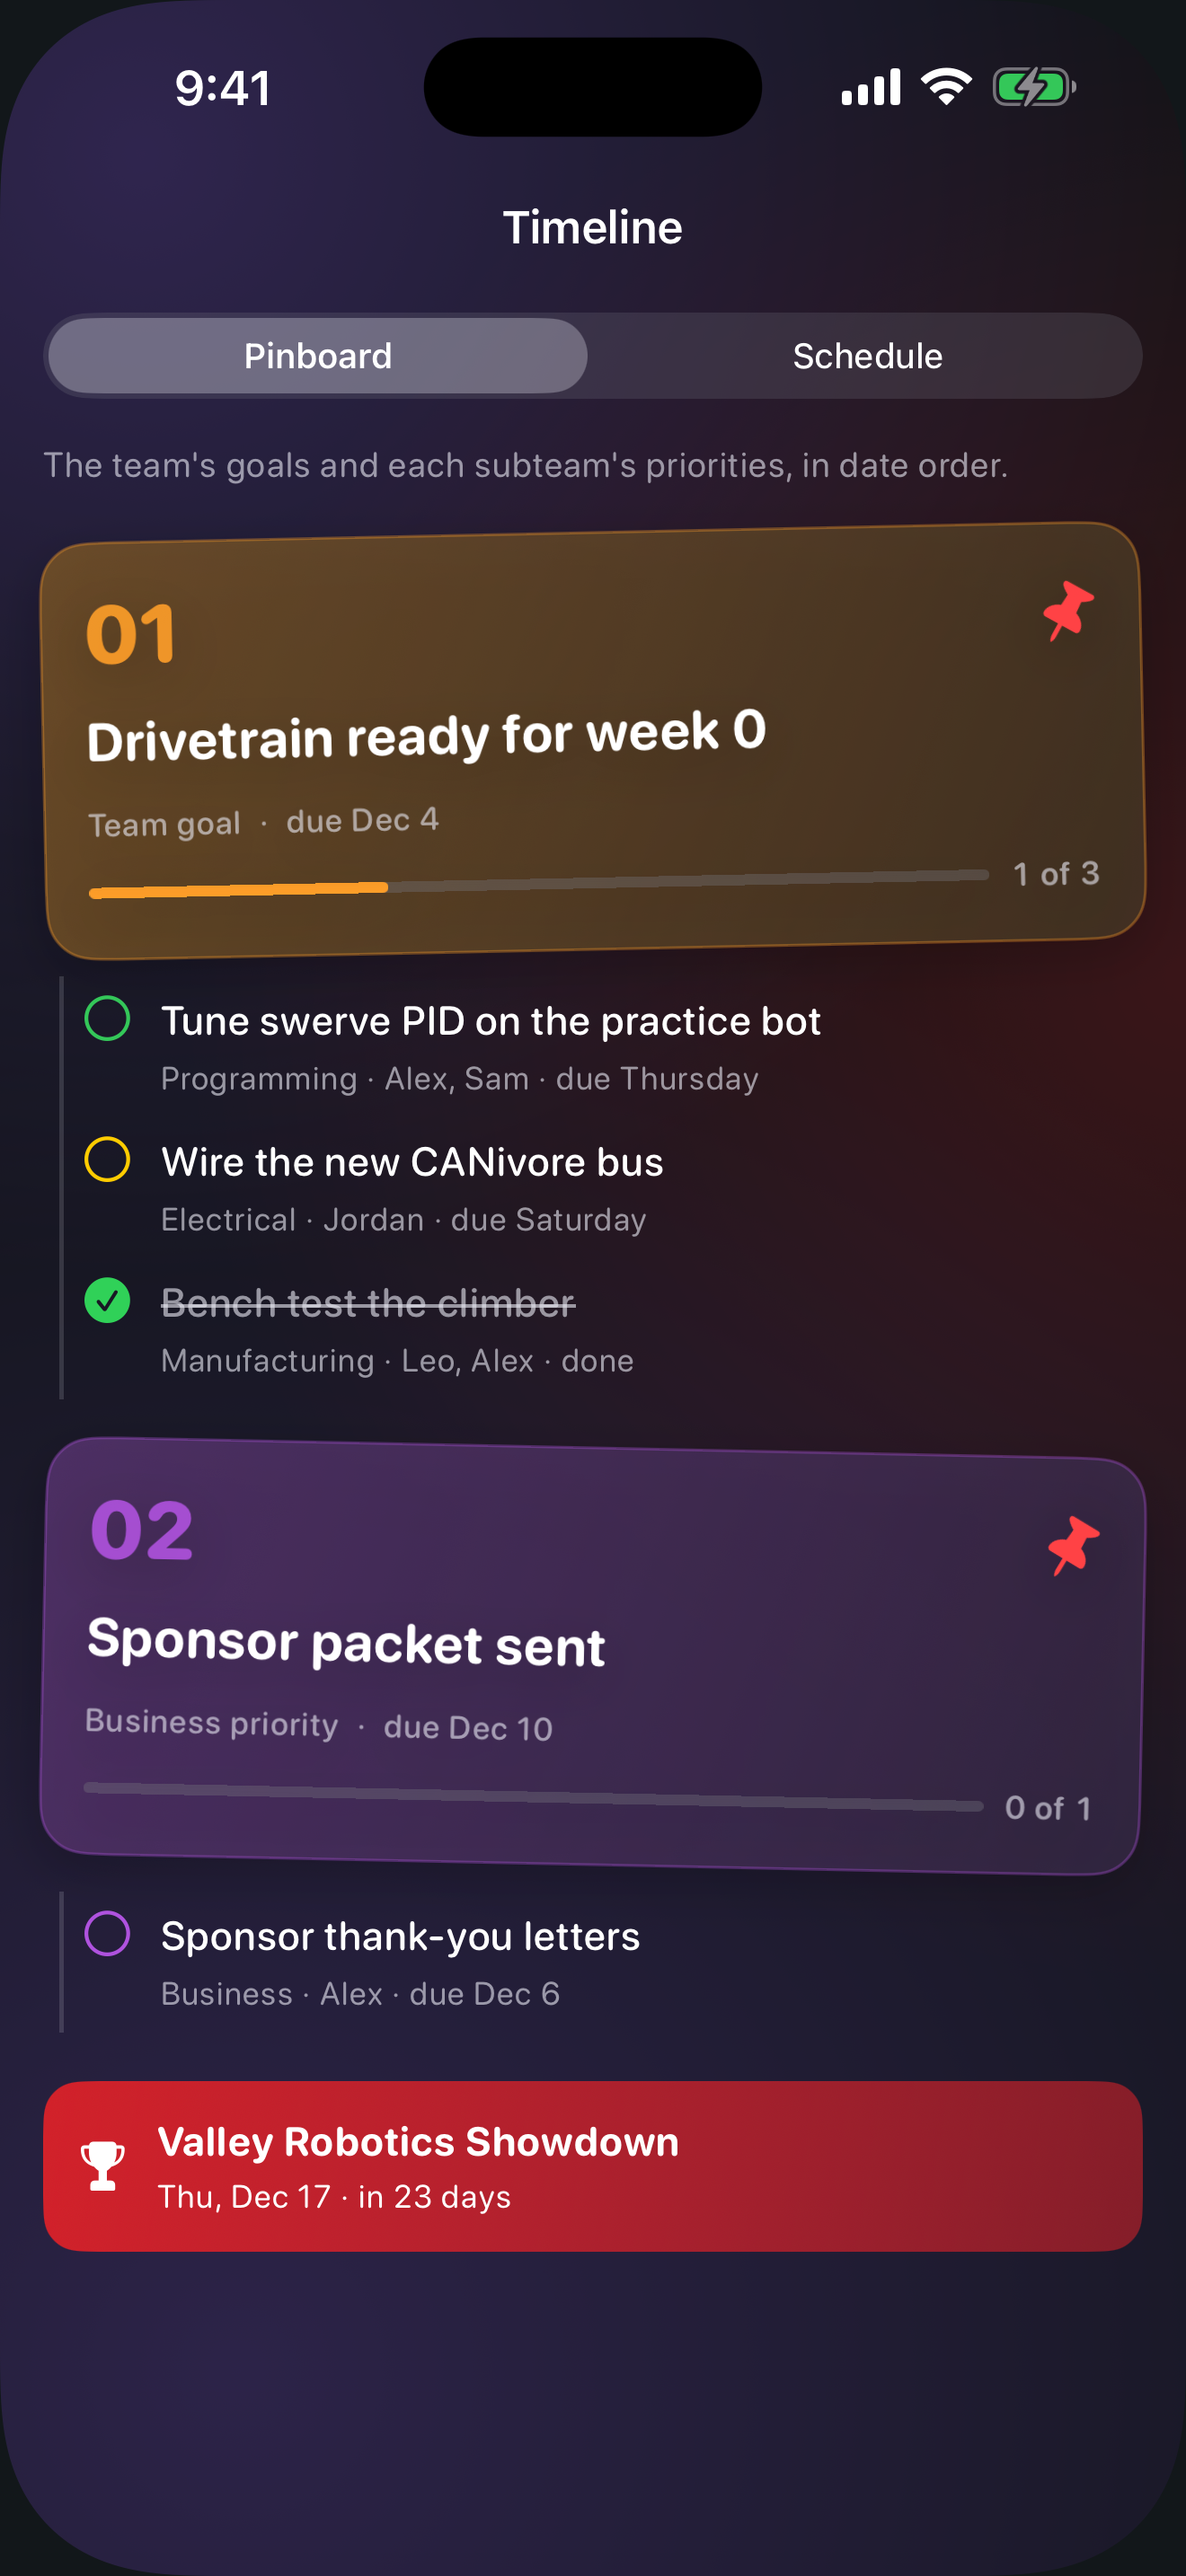 9:41
Timeline
Pinboard
Schedule
The team's goals and each subteam's priorities, in date order.
01
Drivetrain ready for week 0
Team goal · due Dec 4
1 of 3
Tune swerve PID on the practice bot
Programming · Alex, Sam · due Thursday
Wire the new CANivore bus
Electrical · Jordan · due Saturday
Bench test the climber
Manufacturing · Leo, Alex · done
02
Sponsor packet sent
Business priority · due Dec 10
0 of 1
Sponsor thank-you letters
Business · Alex · due Dec 6
Valley Robotics Showdown
Thu, Dec 17 · in 23 days